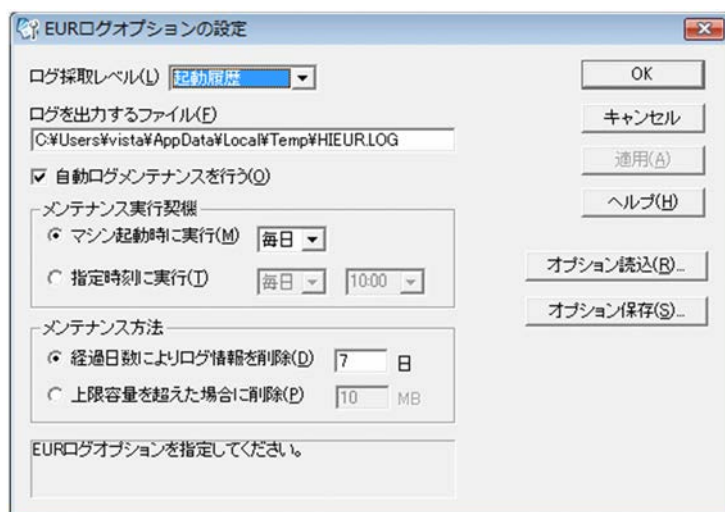 EURログオプションの設定
ログ採取レベル(L) 起動履歴
ログを出力するファイル(F)
C:¥Users¥vista¥AppData¥Local¥Temp¥HIEUR.LOG
自動ログメンテナンスを行う(O)
メンテナンス実行契機
マシン起動時に実行(M) 毎日
指定時刻に実行(T) 毎日 10:00
メンテナンス方法
経過日数によりログ情報を削除(D) 7 日
上限容量を超えた場合に削除(P) 10 MB
EURログオプションを指定してください。
OK
キャンセル
適用(A)
ヘルプ(H)
オプション読込(R)...
オプション保存(S)...